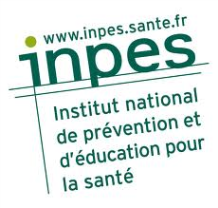 www.inpes.sante.fr
inpes
Institut national
de prévention et
d'éducation pour
la santé